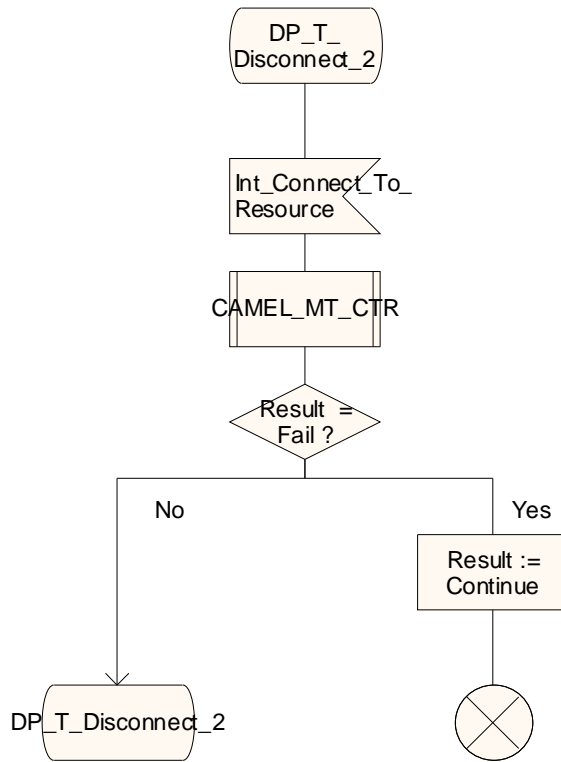 DP_T_
Disconnect_2
Int_Connect_To_
Resource
CAMEL_MT_CTR
Result =
Fail ?
No
Yes
Result :=
Continue
DP_T_Disconnect_2